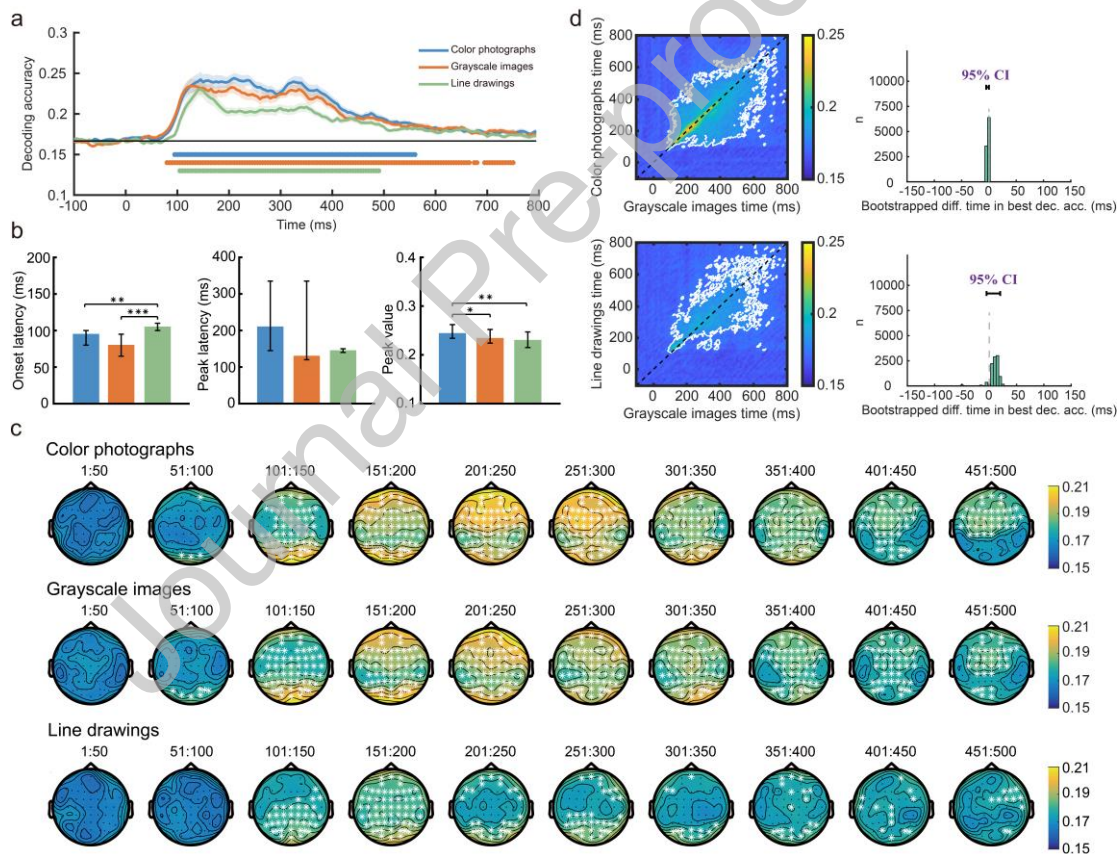 a
0.3
0.25
0.2
0.15
0.1
Decoding accuracy
-100 0 100 200 300 400 500 600 700 800
Time (ms)
Color photographs
Grayscale images
Line drawings
b
200
150
100
50
0
Onset latency (ms)
**
***
400
300
200
100
0
Peak latency (ms)
0.4
0.3
0.2
0.1
Peak value
**
*
c
Color photographs
1:50 51:100 101:150 151:200 201:250 251:300 301:350 351:400 401:450 451:500
0.21
0.19
0.17
0.15
Grayscale images
1:50 51:100 101:150 151:200 201:250 251:300 301:350 351:400 401:450 451:500
0.21
0.19
0.17
0.15
Line drawings
1:50 51:100 101:150 151:200 201:250 251:300 301:350 351:400 401:450 451:500
0.21
0.19
0.17
0.15
d
800
600
400
200
0
Color photographs time (ms)
0 200 400 600 800
Grayscale images time (ms)
0.25
0.2
0.15
95% CI
10000
7500
5000
2500
0
n
-150 -100 -50 0 50 100 150
Bootstrapped diff. time in best dec. acc. (ms)
800
600
400
200
0
Line drawings time (ms)
0 200 400 600 800
Grayscale images time (ms)
0.25
0.2
0.15
95% CI
10000
7500
5000
2500
0
n
-150 -100 -50 0 50 100 150
Bootstrapped diff. time in best dec. acc. (ms)
Journal Pre-proo